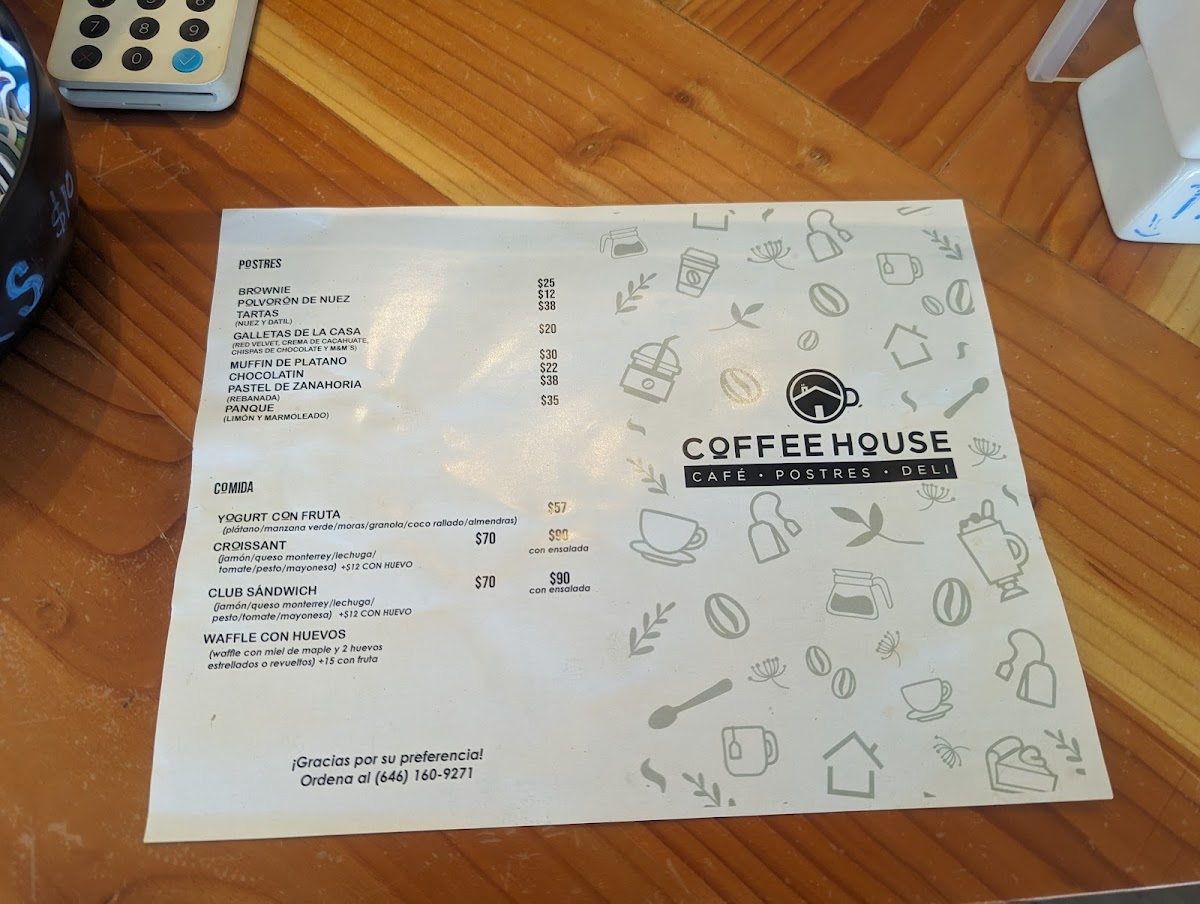 7 8 9
0
$10
S
POSTRES
BROWNIE $25
POLVORÓN DE NUEZ $12
TARTAS $38
(NUEZ Y DATIL)
GALLETAS DE LA CASA $20
(RED VELVET, CREMA DE CACAHUATE,
CHISPAS DE CHOCOLATE Y M&M´S)
MUFFIN DE PLATANO $30
CHOCOLATIN $22
PASTEL DE ZANAHORIA $38
(REBANADA)
PANQUE $35
(LIMÓN Y MARMOLEADO)
COMIDA
YOGURT CON FRUTA $57
(plátano/manzana verde/moras/granola/coco rallado/almendras)
CROISSANT $70 $90
(jamón/queso monterrey/lechuga/ con ensalada
tomate/pesto/mayonesa) +$12 CON HUEVO
CLUB SÁNDWICH $70 $90
(jamón/queso monterrey/lechuga/ con ensalada
pesto/tomate/mayonesa) +$12 CON HUEVO
WAFFLE CON HUEVOS
(waffle con miel de maple y 2 huevos
estrellados o revueltos) +15 con fruta
¡Gracias por su preferencia!
Ordena al (646) 160-9271
COFFEE HOUSE
CAFÉ · POSTRES · DELI